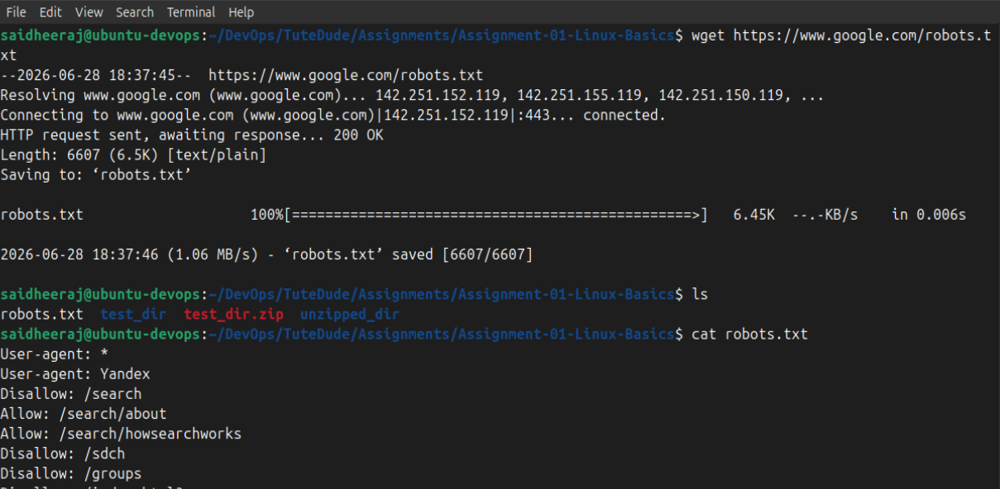 File Edit View Search Terminal Help
saidheeraj@ubuntu-devops:~/DevOps/TuteDude/Assignments/Assignment-01-Linux-Basics$ wget https://www.google.com/robots.t
xt
--2026-06-28 18:37:45--  https://www.google.com/robots.txt
Resolving www.google.com (www.google.com)... 142.251.152.119, 142.251.155.119, 142.251.150.119, ...
Connecting to www.google.com (www.google.com)|142.251.152.119|:443... connected.
HTTP request sent, awaiting response... 200 OK
Length: 6607 (6.5K) [text/plain]
Saving to: ‘robots.txt’
robots.txt                    100%[================================================>]   6.45K  --.-KB/s    in 0.006s
2026-06-28 18:37:46 (1.06 MB/s) - ‘robots.txt’ saved [6607/6607]
saidheeraj@ubuntu-devops:~/DevOps/TuteDude/Assignments/Assignment-01-Linux-Basics$ ls
robots.txt  test_dir  test_dir.zip  unzipped_dir
saidheeraj@ubuntu-devops:~/DevOps/TuteDude/Assignments/Assignment-01-Linux-Basics$ cat robots.txt
User-agent: *
User-agent: Yandex
Disallow: /search
Allow: /search/about
Allow: /search/howsearchworks
Disallow: /sdch
Disallow: /groups